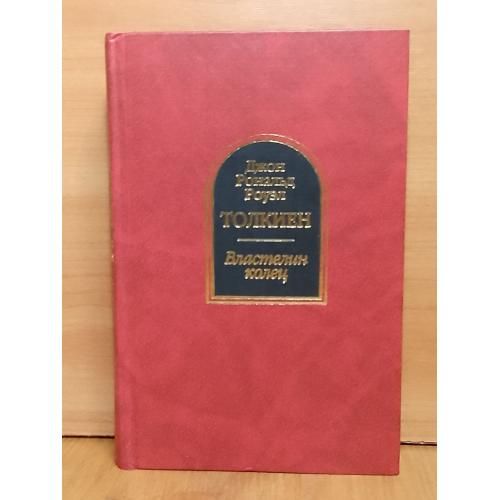 Джон
Рональд
Роуэл
ТОЛКИЕН
Властелин
колец